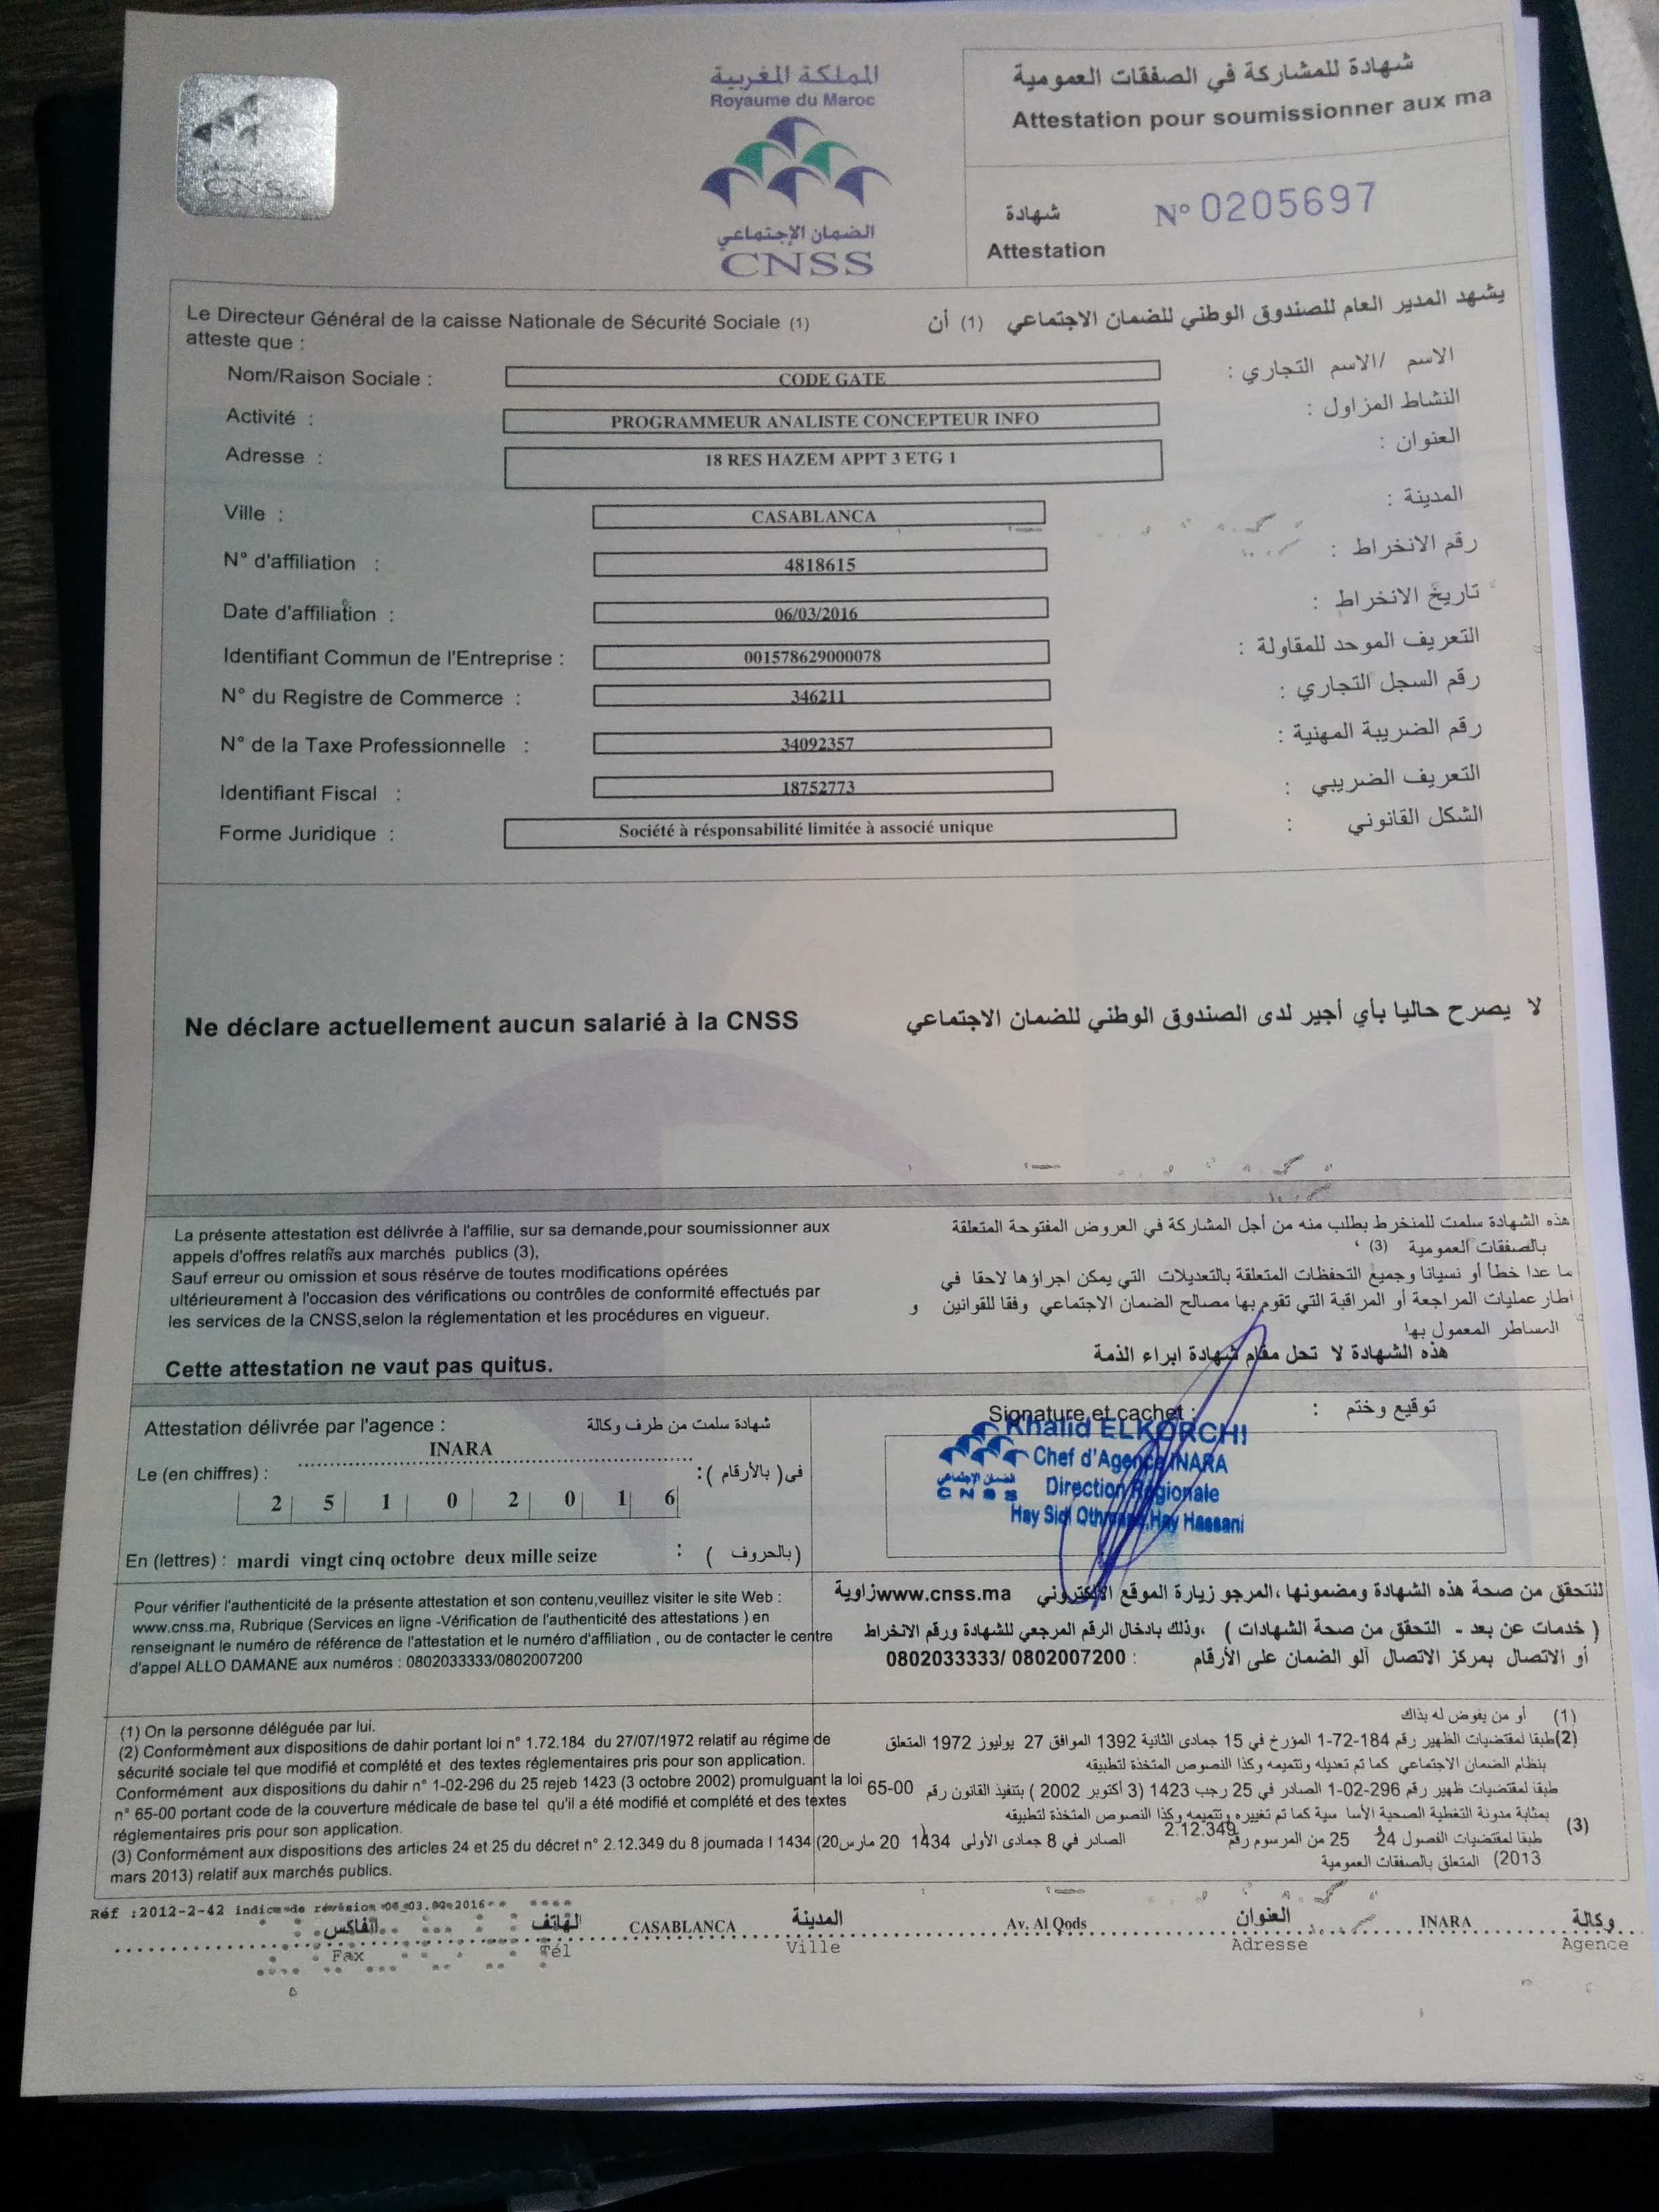 CNSS
المملكة المغربية
Royaume du Maroc
الضمان الإجتماعي
CNSS
شهادة للمشاركة في الصفقات العمومية
Attestation pour soumissionner aux ma
شهادة
N° 0205697
Attestation
Le Directeur Général de la caisse Nationale de Sécurité Sociale (1)
atteste que :
يشهد المدير العام للصندوق الوطني للضمان الاجتماعي (1) أن
Nom/Raison Sociale : CODE GATE الاسم /الاسم التجاري :
Activité : PROGRAMMEUR ANALISTE CONCEPTEUR INFO النشاط المزاول :
Adresse : 18 RES HAZEM APPT 3 ETG 1 العنوان :
Ville : CASABLANCA المدينة :
N° d'affiliation : 4818615 رقم الانخراط :
Date d'affiliation : 06/03/2016 تاريخ الانخراط :
Identifiant Commun de l'Entreprise : 001578629000078 التعريف الموحد للمقاولة :
N° du Registre de Commerce : 346211 رقم السجل التجاري :
N° de la Taxe Professionnelle : 34092357 رقم الضريبة المهنية :
Identifiant Fiscal : 18752773 التعريف الضريبي :
Forme Juridique : Société à résponsabilité limitée à associé unique الشكل القانوني :
Ne déclare actuellement aucun salarié à la CNSS
لا يصرح حاليا بأي أجير لدى الصندوق الوطني للضمان الاجتماعي
La présente attestation est délivrée à l'affilie, sur sa demande,pour soumissionner aux
appels d'offres relatifs aux marchés publics (3),
Sauf erreur ou omission et sous résérve de toutes modifications opérées
ultérieurement à l'occasion des vérifications ou contrôles de conformité effectués par
les services de la CNSS,selon la réglementation et les procédures en vigueur.
Cette attestation ne vaut pas quitus.
هذه الشهادة سلمت للمنخرط بطلب منه من أجل المشاركة في العروض المفتوحة المتعلقة
بالصفقات العمومية (3) ،
ما عدا خطأ أو نسيانا وجميع التحفظات المتعلقة بالتعديلات التي يمكن اجراؤها لاحقا في
اطار عمليات المراجعة أو المراقبة التي تقوم بها مصالح الضمان الاجتماعي وفقا للقوانين و
المساطر المعمول بها
هذه الشهادة لا تحل مقام شهادة ابراء الذمة
Attestation délivrée par l'agence : شهادة سلمت من طرف وكالة
INARA
Le (en chiffres) : في( بالأرقام ):
2 5 1 0 2 0 1 6
En (lettres) : mardi vingt cinq octobre deux mille seize : ( بالحروف )
Signature et cachet : توقيع وختم :
Khalid ELKORCHI
Chef d'Agence INARA
الضمان الإجتماعي
CNSS
Direction Régionale
Hay Sidi Othmane,Hay Hassani
Pour vérifier l'authenticité de la présente attestation et son contenu,veuillez visiter le site Web :
www.cnss.ma, Rubrique (Services en ligne -Vérification de l'authenticité des attestations ) en
renseignant le numéro de référence de l'attestation et le numéro d'affiliation , ou de contacter le centre
d'appel ALLO DAMANE aux numéros : 0802033333/0802007200
للتحقق من صحة هذه الشهادة ومضمونها ،المرجو زيارة الموقع الالكتروني www.cnss.ma زاوية
( خدمات عن بعد - التحقق من صحة الشهادات ) ،وذلك بادخال الرقم المرجعي للشهادة ورقم الانخراط
أو الاتصال بمركز الاتصال آلو الضمان على الأرقام : 0802033333/ 0802007200
(1) On la personne déléguée par lui.
(2) Conformèment aux dispositions de dahir portant loi n° 1.72.184 du 27/07/1972 relatif au régime de
sécurité sociale tel que modifié et complété et des textes réglementaires pris pour son application.
Conformément aux dispositions du dahir n° 1-02-296 du 25 rejeb 1423 (3 octobre 2002) promulguant la loi
n° 65-00 portant code de la couverture médicale de base tel qu'il a été modifié et complété et des textes
réglementaires pris pour son application.
(3) Conformément aux dispositions des articles 24 et 25 du décret n° 2.12.349 du 8 joumada I 1434 (20
mars 2013) relatif aux marchés publics.
(1) أو من يفوض له بذاك
(2)طبقا لمقتضيات الظهير رقم 184-72-1 المؤرخ في 15 جمادى الثانية 1392 الموافق 27 يوليوز 1972 المتعلق
بنظام الضمان الاجتماعي كما تم تعديله وتتميمه وكذا النصوص المتخذة لتطبيقه
طبقا لمقتضيات ظهير رقم 296-02-1 الصادر في 25 رجب 1423 (3 أكتوبر 2002 ) بتنفيذ القانون رقم 65-00
بمثابة مدونة التغطية الصحية الأسا سية كما تم تغييره وتتميمه وكذا النصوص المتخذة لتطبيقه
(3) طبقا لمقتضيات الفصول 24 25 من المرسوم رقم 2.12.349 الصادر في 8 جمادى الأولى 1434 (20 مارس
2013) المتعلق بالصفقات العمومية
Réf :2012-2-42 indice de révision 06 03.02.2016
الفاكس الهاتف CASABLANCA المدينة Av. Al Qods العنوان INARA وكالة
Fax Tél Ville Adresse Agence